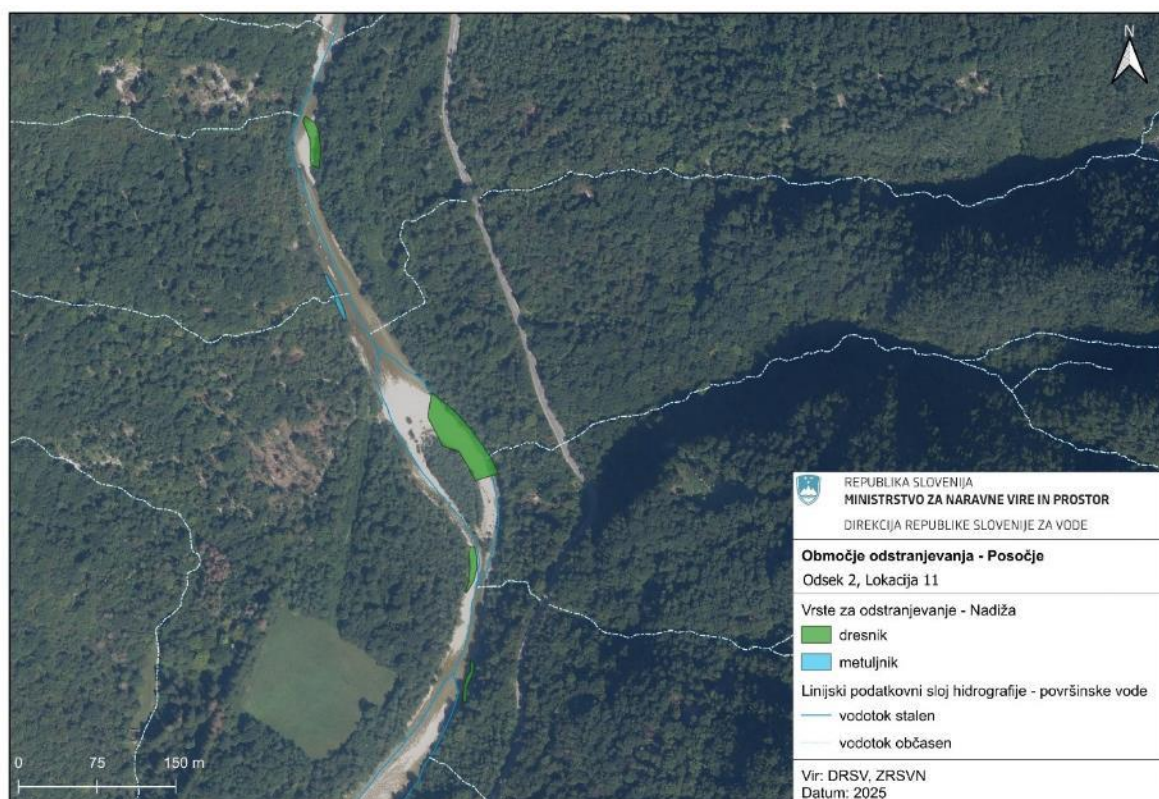 N
REPUBLIKA SLOVENIJA
MINISTRSTVO ZA NARAVNE VIRE IN PROSTOR
DIREKCIJA REPUBLIKE SLOVENIJE ZA VODE
Območje odstranjevanja - Posočje
Odsek 2, Lokacija 11
Vrste za odstranjevanje - Nadiža
dresnik
metuljnik
Linijski podatkovni sloj hidrografije - površinske vode
vodotok stalen
vodotok občasen
Vir: DRSV, ZRSVN
Datum: 2025
0 75 150 m